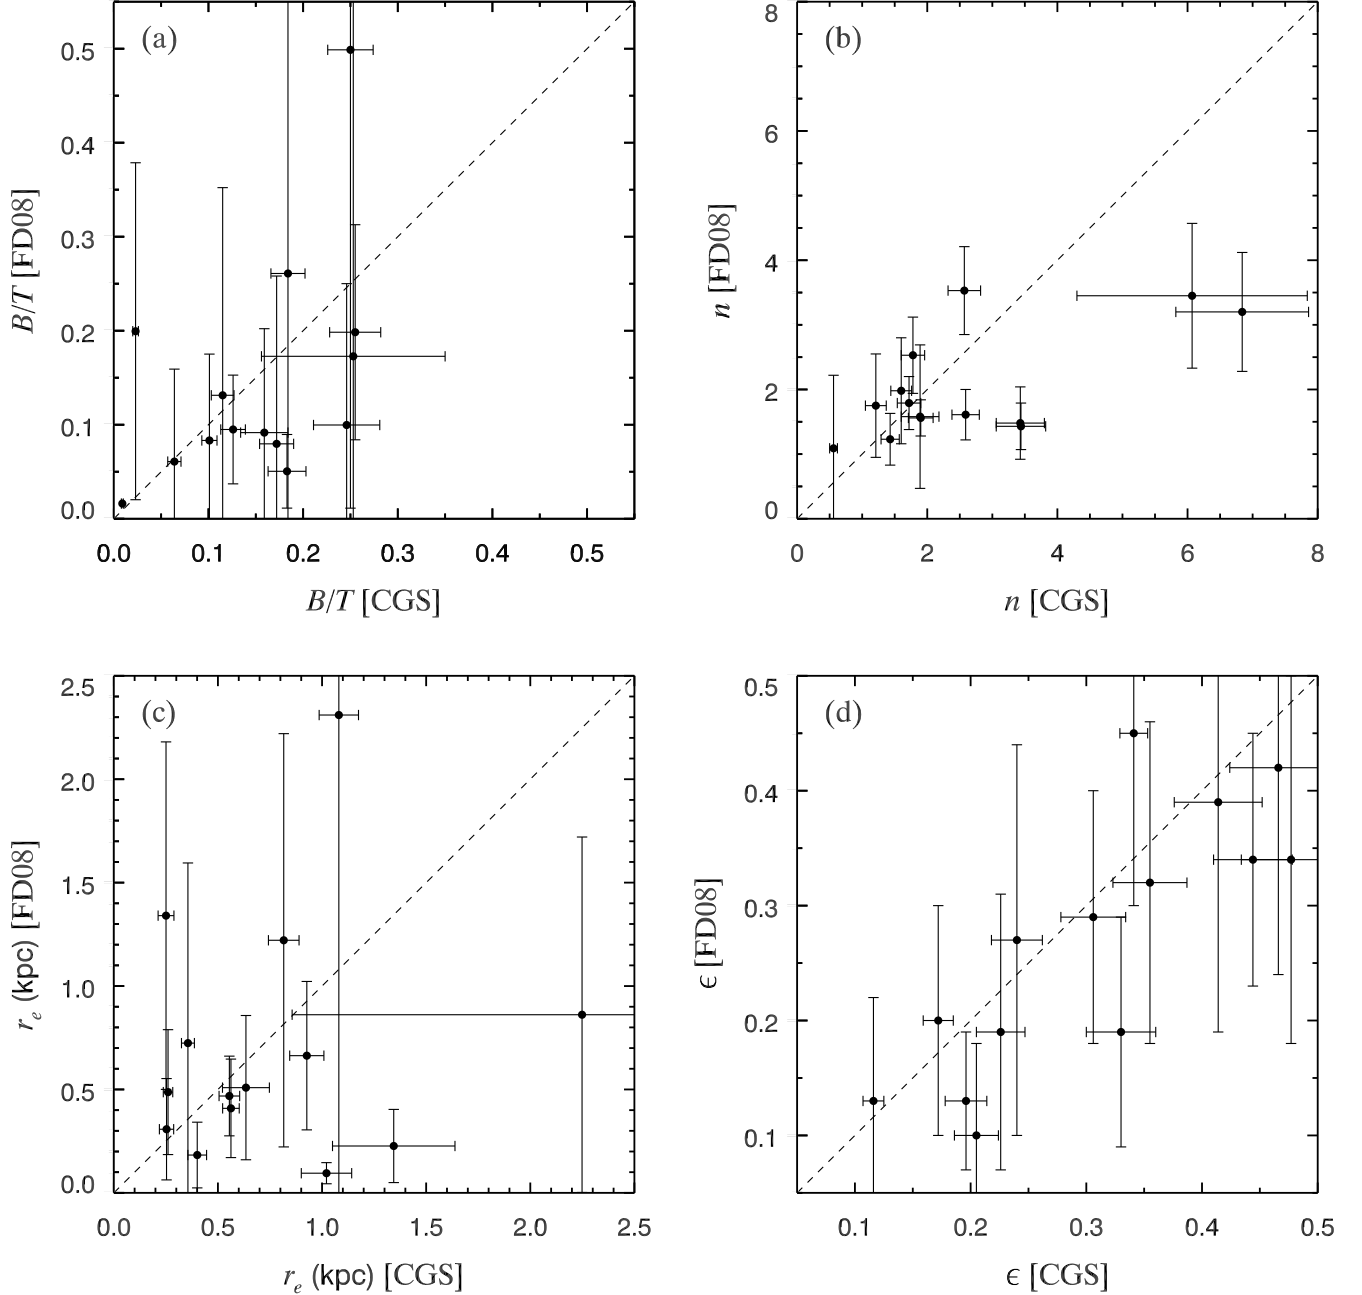 (a)
0.5
0.4
0.3
0.2
0.1
0.0
B/T [FD08]
0.0 0.1 0.2 0.3 0.4 0.5
B/T [CGS]
(b)
8
6
4
2
0
n [FD08]
0 2 4 6 8
n [CGS]
(c)
2.5
2.0
1.5
1.0
0.5
0.0
re (kpc) [FD08]
0.0 0.5 1.0 1.5 2.0 2.5
re (kpc) [CGS]
(d)
0.5
0.4
0.3
0.2
0.1
ϵ [FD08]
0.1 0.2 0.3 0.4 0.5
ϵ [CGS]